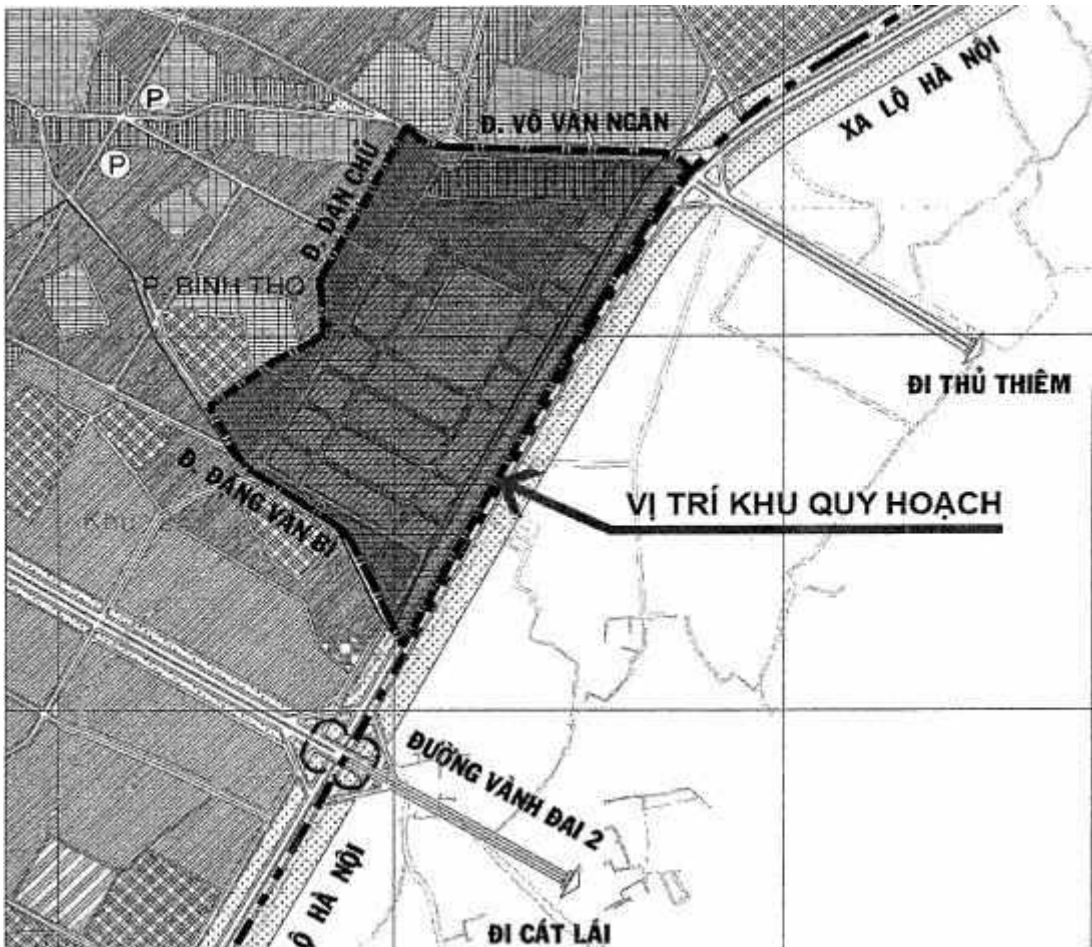 P
Đ. VÕ VĂN NGÂN
XA LỘ HÀ NỘI
P
Đ. DÂN CHỦ
P. BÌNH THỌ
ĐI THỦ THIÊM
Đ. ĐẶNG VĂN BI
VỊ TRÍ KHU QUY HOẠCH
ĐƯỜNG VÀNH ĐAI 2
Ộ HÀ NỘI
ĐI CÁT LÁI